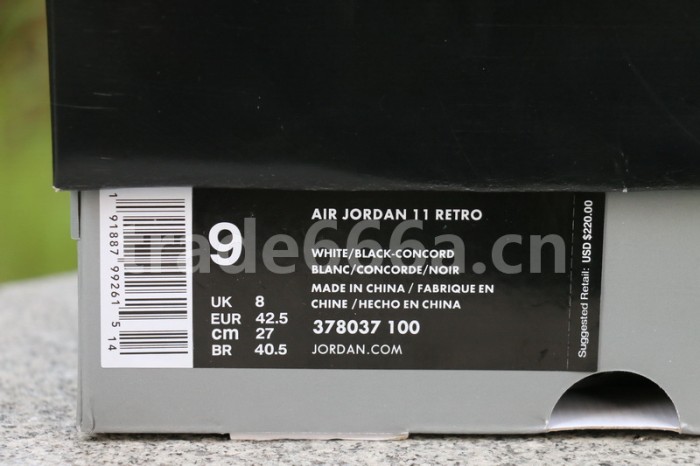 1 91887 99261 5 14
9
UK 8
EUR 42.5
cm 27
BR 40.5
AIR JORDAN 11 RETRO
WHITE/BLACK-CONCORD
BLANC/CONCORDE/NOIR
MADE IN CHINA / FABRIQUE EN
CHINE / HECHO EN CHINA
378037 100
JORDAN.COM
Suggested Retail: USD $220.00
trade666a.cn